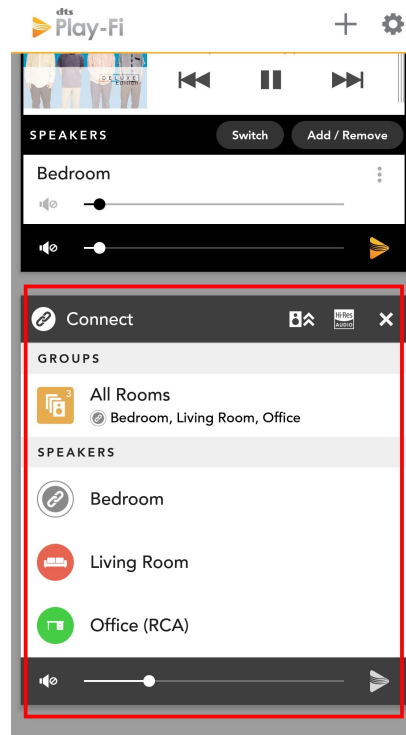 dts
Play-Fi
DELUXE
Edition
SPEAKERS
Switch
Add / Remove
Bedroom
Connect
Hi-Res
AUDIO
GROUPS
3
All Rooms
Bedroom, Living Room, Office
SPEAKERS
Bedroom
Living Room
Office (RCA)